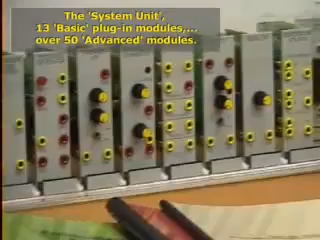 The 'System Unit',
13 'Basic' plug-in modules,...
over 50 'Advanced' modules.